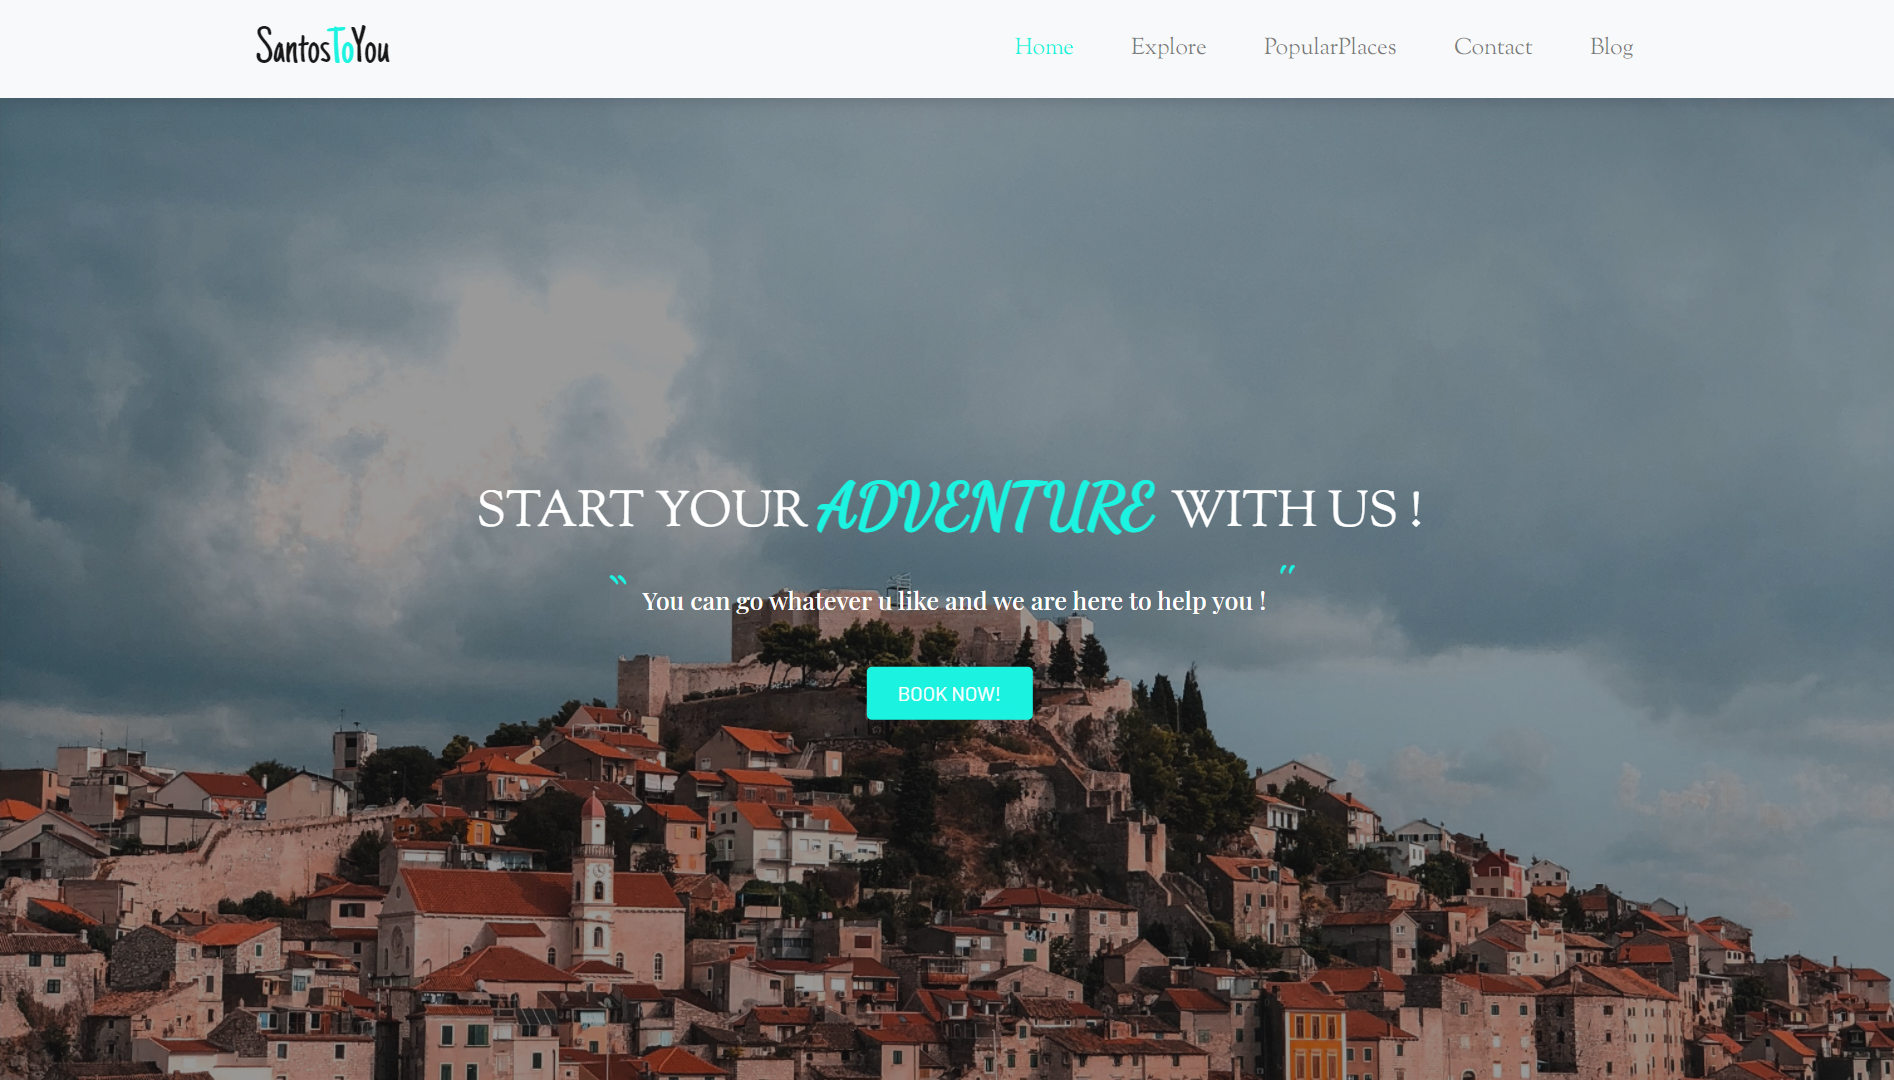 SantosToYou
Home Explore PopularPlaces Contact Blog
START YOUR ADVENTURE WITH US !
‶ You can go whatever u like and we are here to help you ! ″
BOOK NOW!